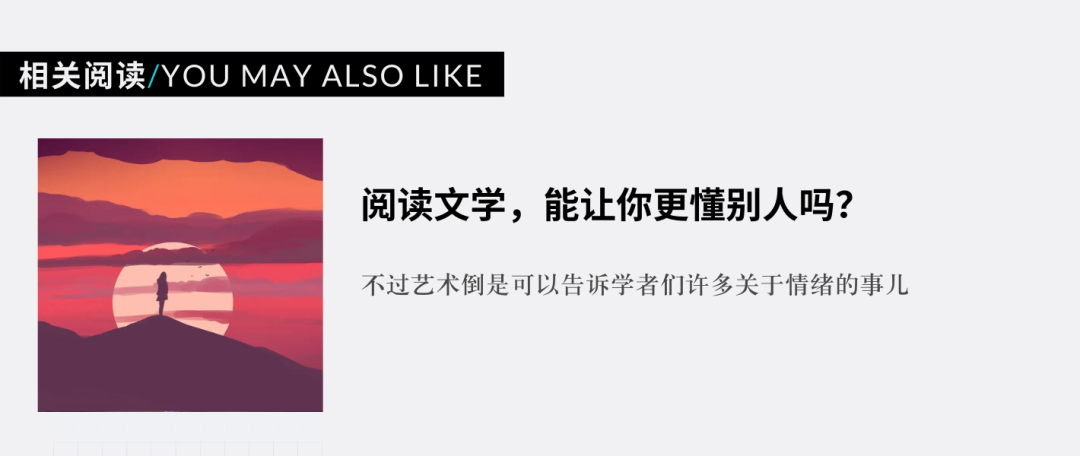 相关阅读/YOU MAY ALSO LIKE
阅读文学，能让你更懂别人吗？
不过艺术倒是可以告诉学者们许多关于情绪的事儿